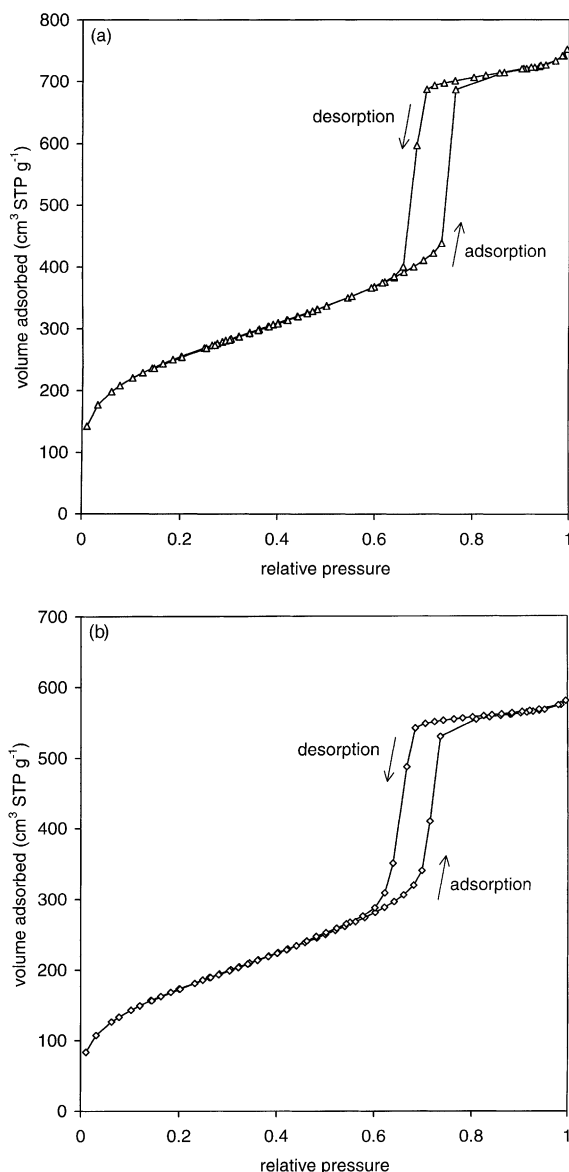 (a)
800
700
600
500
400
300
200
100
0
volume adsorbed (cm³ STP g⁻¹)
desorption
adsorption
0 0.2 0.4 0.6 0.8 1
relative pressure
(b)
700
600
500
400
300
200
100
0
volume adsorbed (cm³ STP g⁻¹)
desorption
adsorption
0 0.2 0.4 0.6 0.8 1
relative pressure